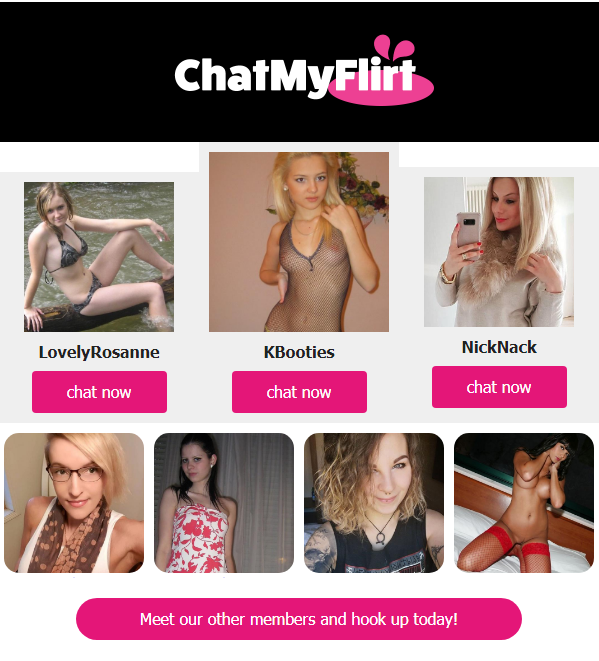 ChatMyFlirt
LovelyRosanne
KBooties
NickNack
chat now
chat now
chat now
Meet our other members and hook up today!